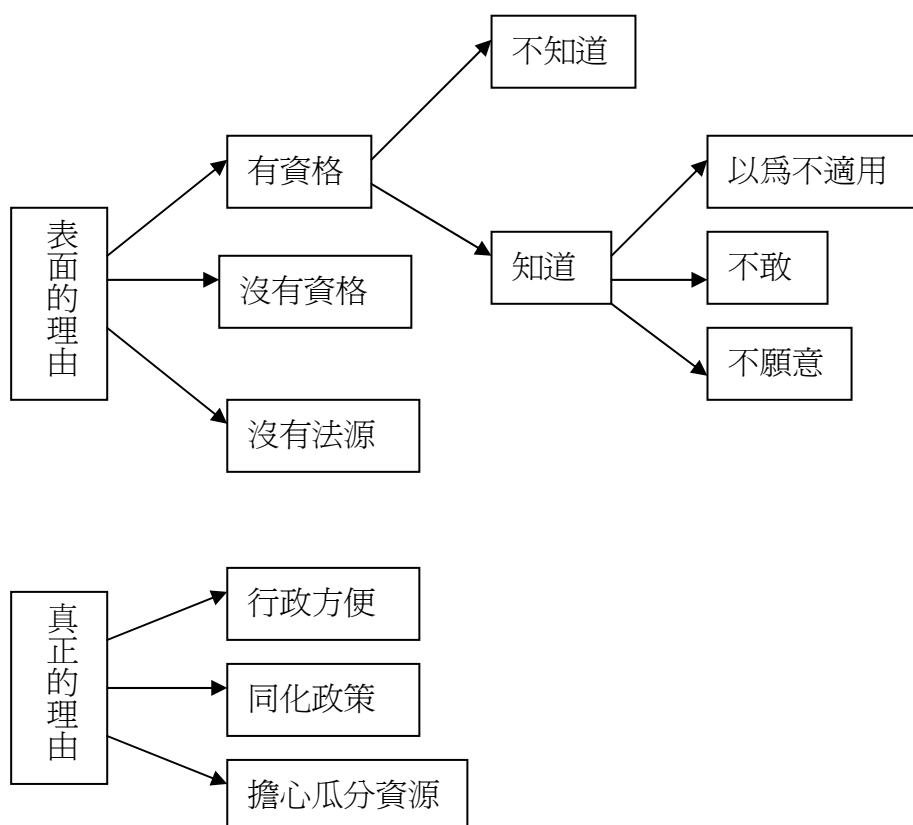 不知道
有資格
以爲不適用
表面的理由
知道
不敢
沒有資格
不願意
沒有法源
行政方便
真正的理由
同化政策
擔心瓜分資源